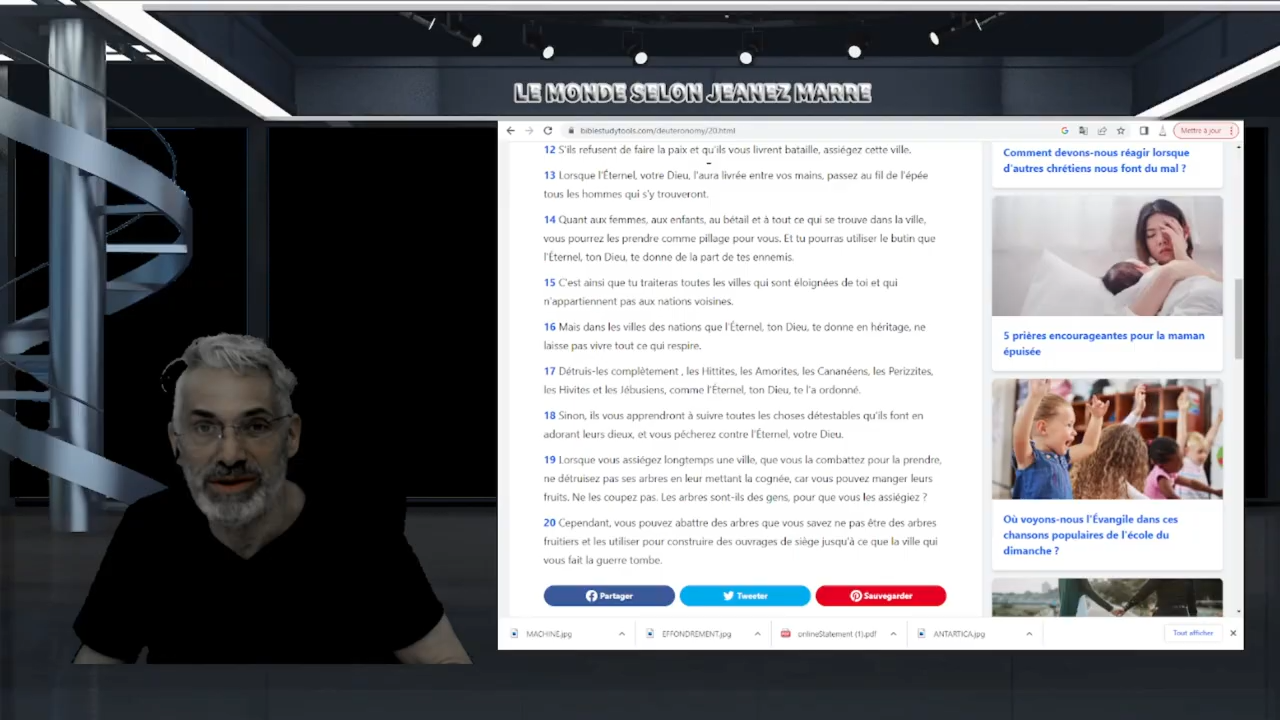 LE MONDE SELON JEANEZ MARRE
biblestudytools.com/deuteronomy/20.html
Mettre à jour
12 S'ils refusent de faire la paix et qu'ils vous livrent bataille, assiégez cette ville.
13 Lorsque l'Éternel, votre Dieu, l'aura livrée entre vos mains, passez au fil de l'épée
tous les hommes qui s'y trouveront.
14 Quant aux femmes, aux enfants, au bétail et à tout ce qui se trouve dans la ville,
vous pourrez les prendre comme pillage pour vous. Et tu pourras utiliser le butin que
l'Éternel, ton Dieu, te donne de la part de tes ennemis.
15 C'est ainsi que tu traiteras toutes les villes qui sont éloignées de toi et qui
n'appartiennent pas aux nations voisines.
16 Mais dans les villes des nations que l'Éternel, ton Dieu, te donne en héritage, ne
laisse pas vivre tout ce qui respire.
17 Détruis-les complètement , les Hittites, les Amorites, les Cananéens, les Perizzites,
les Hivites et les Jébusiens, comme l'Éternel, ton Dieu, te l'a ordonné.
18 Sinon, ils vous apprendront à suivre toutes les choses détestables qu'ils font en
adorant leurs dieux, et vous pécherez contre l'Éternel, votre Dieu.
19 Lorsque vous assiégez longtemps une ville, que vous la combattez pour la prendre,
ne détruisez pas ses arbres en leur mettant la cognée, car vous pouvez manger leurs
fruits. Ne les coupez pas. Les arbres sont-ils des gens, pour que vous les assiégiez ?
20 Cependant, vous pouvez abattre des arbres que vous savez ne pas être des arbres
fruitiers et les utiliser pour construire des ouvrages de siège jusqu'à ce que la ville qui
vous fait la guerre tombe.
Partager
Tweeter
Sauvegarder
Comment devons-nous réagir lorsque
d'autres chrétiens nous font du mal ?
5 prières encourageantes pour la maman
épuisée
Où voyons-nous l'Évangile dans ces
chansons populaires de l'école du
dimanche ?
MACHINE.jpg
EFFONDREMENT.jpg
onlineStatement (1).pdf
ANTARTICA.jpg
Tout afficher